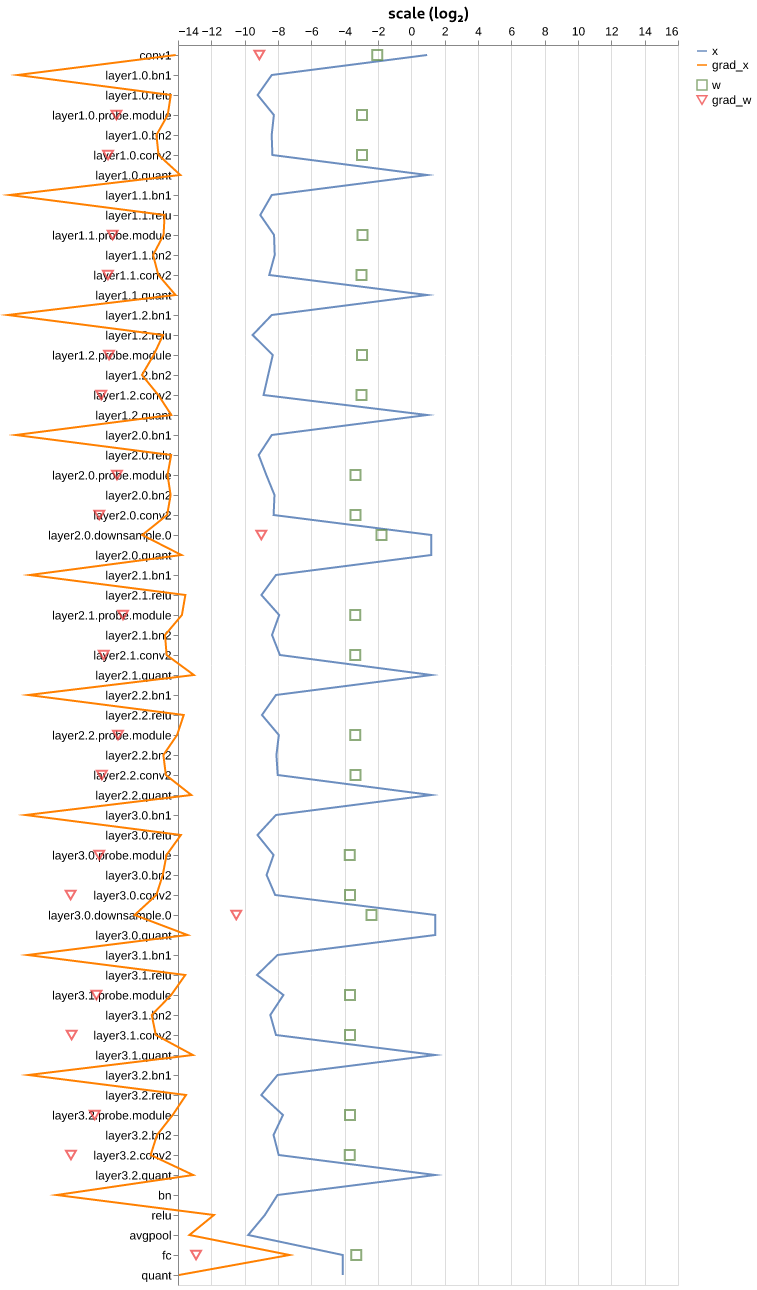 scale (log₂)
−14 −12 −10 −8 −6 −4 −2 0 2 4 6 8 10 12 14 16
x
grad_x
w
grad_w
conv1
layer1.0.bn1
layer1.0.relu
layer1.0.probe.module
layer1.0.bn2
layer1.0.conv2
layer1.0.quant
layer1.1.bn1
layer1.1.relu
layer1.1.probe.module
layer1.1.bn2
layer1.1.conv2
layer1.1.quant
layer1.2.bn1
layer1.2.relu
layer1.2.probe.module
layer1.2.bn2
layer1.2.conv2
layer1.2.quant
layer2.0.bn1
layer2.0.relu
layer2.0.probe.module
layer2.0.bn2
layer2.0.conv2
layer2.0.downsample.0
layer2.0.quant
layer2.1.bn1
layer2.1.relu
layer2.1.probe.module
layer2.1.bn2
layer2.1.conv2
layer2.1.quant
layer2.2.bn1
layer2.2.relu
layer2.2.probe.module
layer2.2.bn2
layer2.2.conv2
layer2.2.quant
layer3.0.bn1
layer3.0.relu
layer3.0.probe.module
layer3.0.bn2
layer3.0.conv2
layer3.0.downsample.0
layer3.0.quant
layer3.1.bn1
layer3.1.relu
layer3.1.probe.module
layer3.1.bn2
layer3.1.conv2
layer3.1.quant
layer3.2.bn1
layer3.2.relu
layer3.2.probe.module
layer3.2.bn2
layer3.2.conv2
layer3.2.quant
bn
relu
avgpool
fc
quant